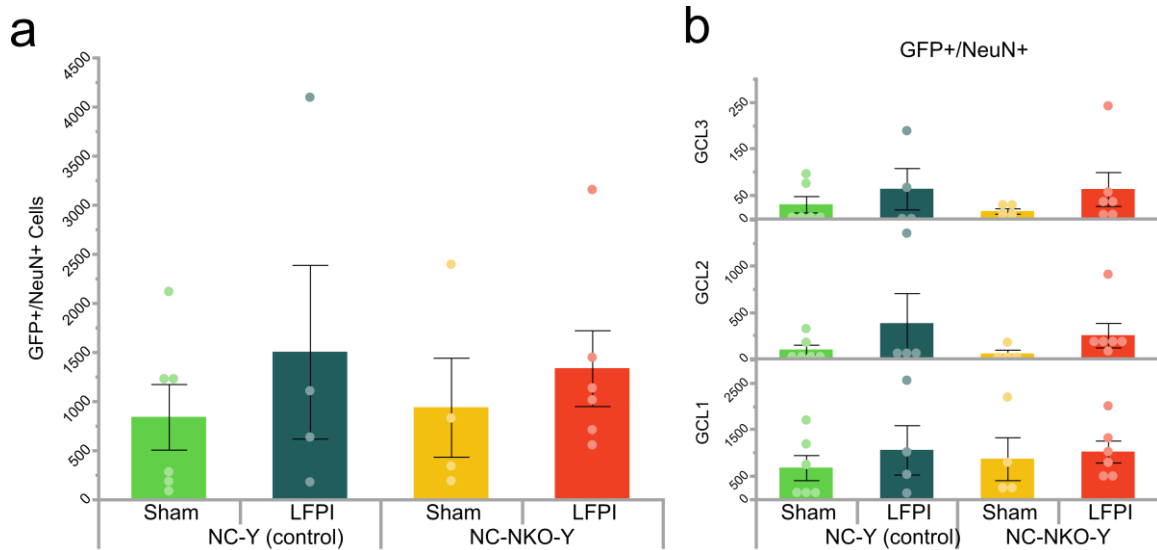 a
GFP+/NeuN+ Cells
4500
4000
3500
3000
2500
2000
1500
1000
500
0
Sham LFPI Sham LFPI
NC-Y (control) NC-NKO-Y
b
GFP+/NeuN+
GCL3
250
150
50
0
GCL2
1000
500
0
GCL1
2500
1500
500
0
Sham LFPI Sham LFPI
NC-Y (control) NC-NKO-Y